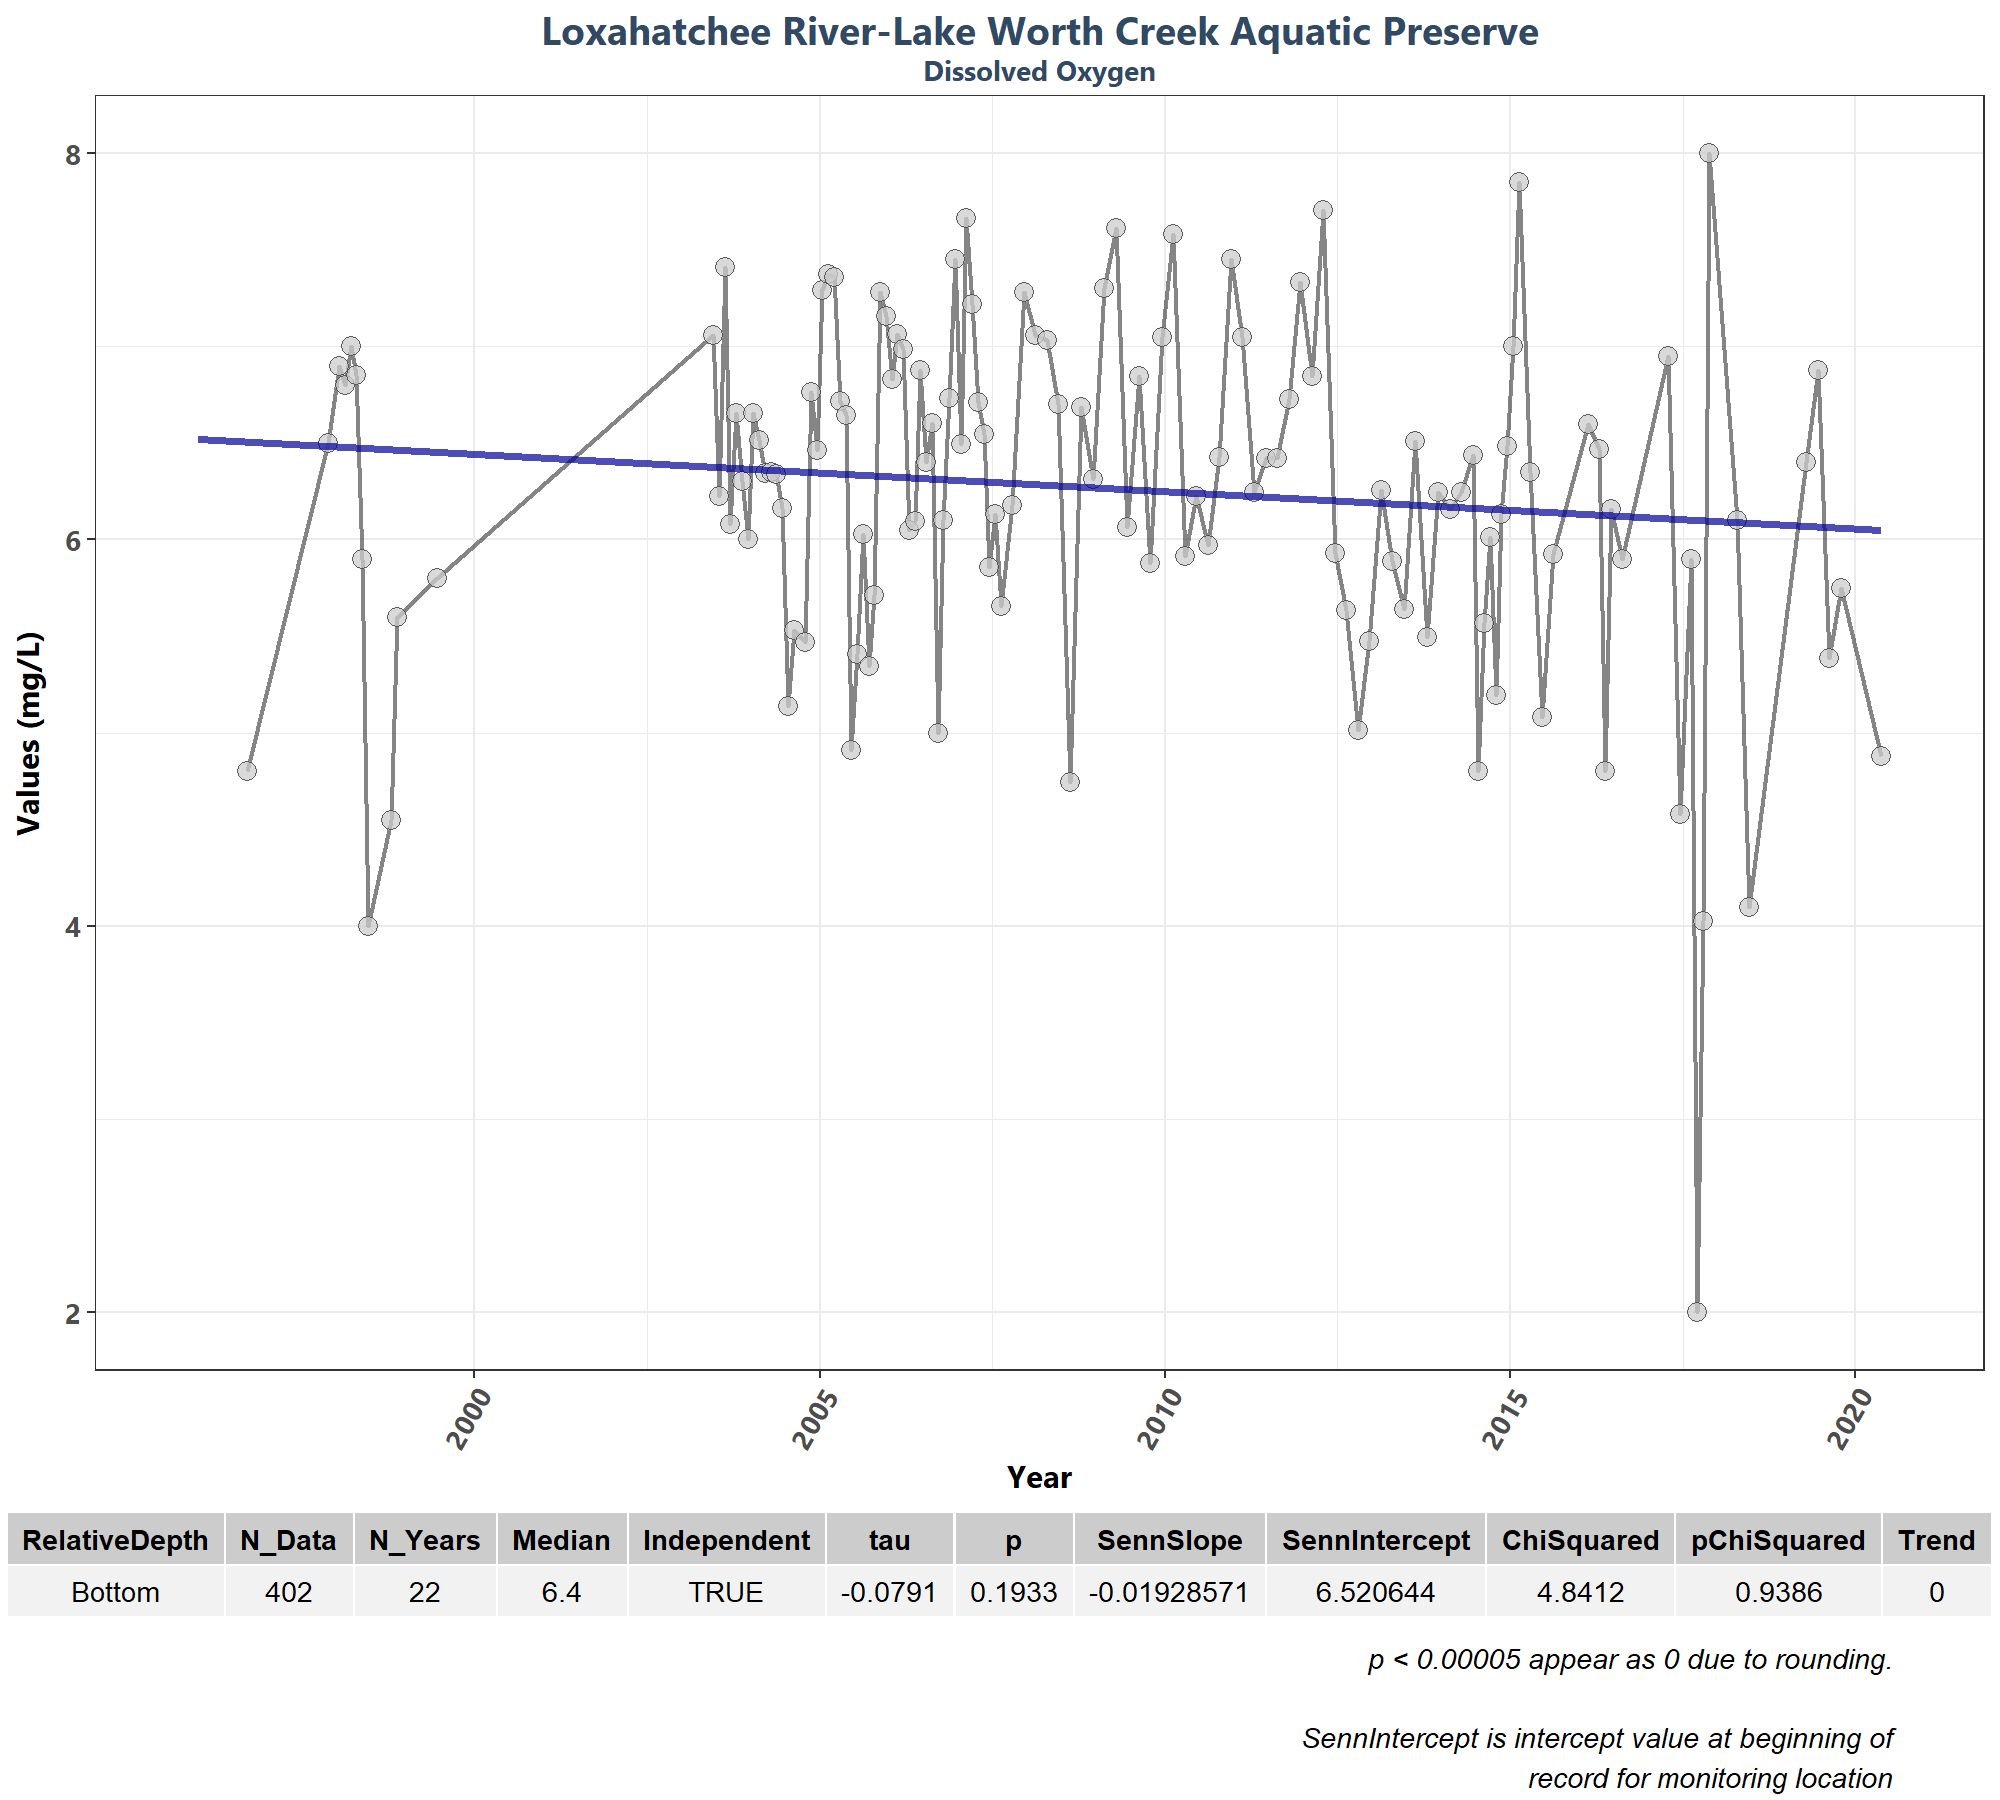 Loxahatchee River-Lake Worth Creek Aquatic Preserve
Dissolved Oxygen
8
6
4
2
Values (mg/L)
2000
2005
2010
2015
2020
Year
RelativeDepth N_Data N_Years Median Independent tau p SennSlope SennIntercept ChiSquared pChiSquared Trend
Bottom 402 22 6.4 TRUE -0.0791 0.1933 -0.01928571 6.520644 4.8412 0.9386 0
p < 0.00005 appear as 0 due to rounding.
SennIntercept is intercept value at beginning of
record for monitoring location